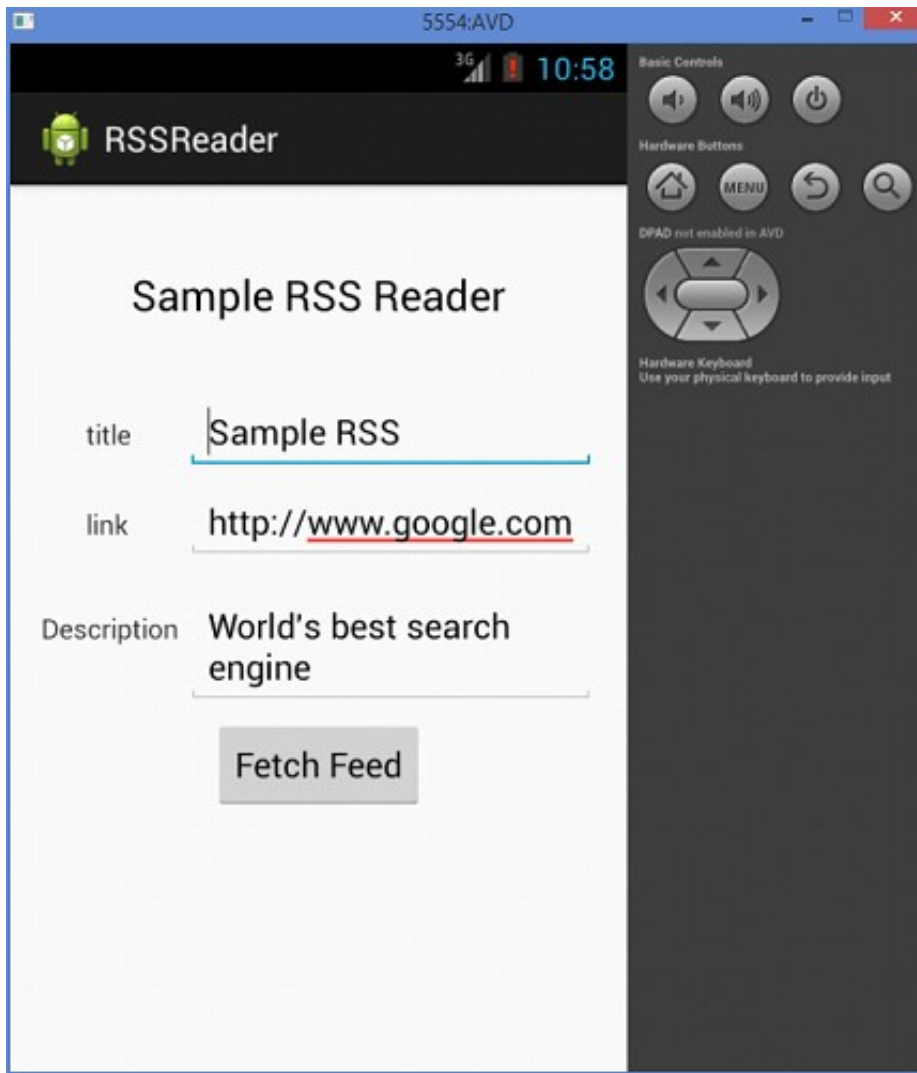 5554:AVD
3G 10:58
RSSReader
Sample RSS Reader
title Sample RSS
link http://www.google.com
Description World's best search
engine
Fetch Feed
Basic Controls
Hardware Buttons
MENU
DPAD not enabled in AVD
Hardware Keyboard
Use your physical keyboard to provide input